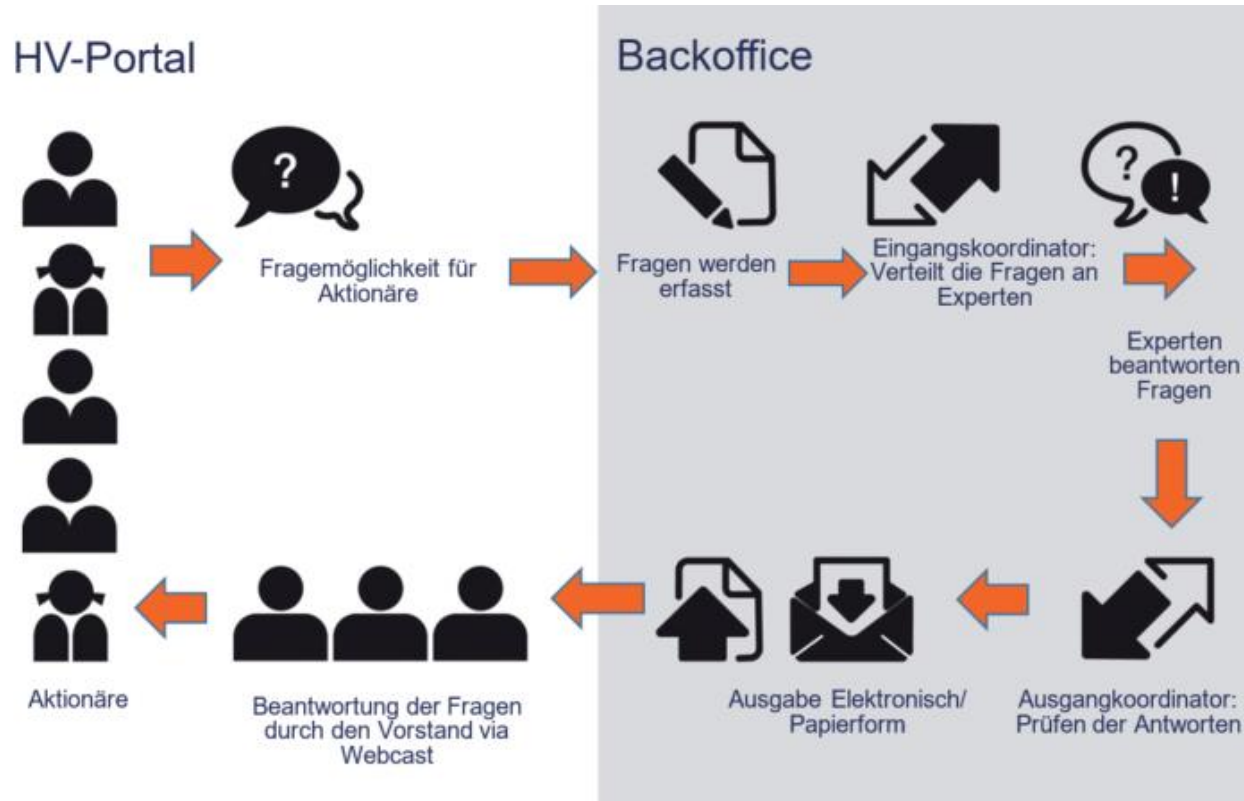 HV-Portal
Backoffice
?
Fragemöglichkeit für
Aktionäre
Fragen werden
erfasst
Eingangskoordinator:
Verteilt die Fragen an
Experten
?
!
Experten
beantworten
Fragen
Ausgangkoordinator:
Prüfen der Antworten
Ausgabe Elektronisch/
Papierform
Beantwortung der Fragen
durch den Vorstand via
Webcast
Aktionäre